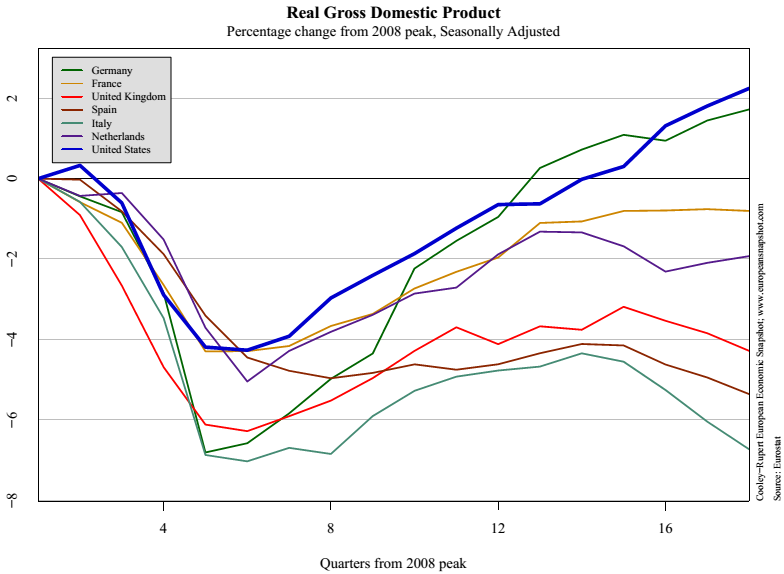 Real Gross Domestic Product
Percentage change from 2008 peak, Seasonally Adjusted
Germany
France
United Kingdom
Spain
Italy
Netherlands
United States
2
0
−2
−4
−6
−8
4
8
12
16
Quarters from 2008 peak
Cooley−Rupert European Economic Snapshot; www.europeansnapshot.com
Source: Eurostat